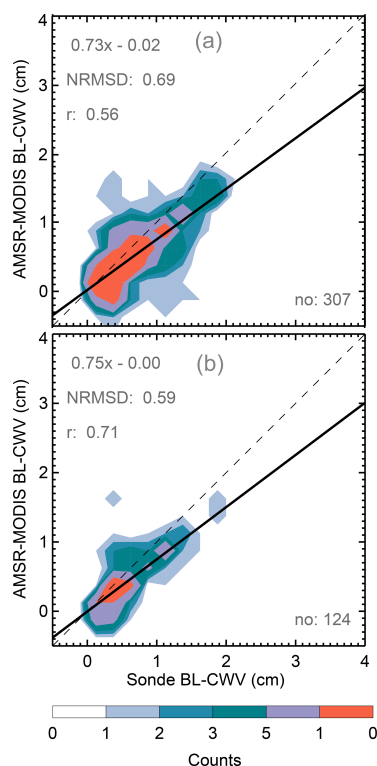 4
0.73x - 0.02
(a)
NRMSD: 0.69
3
r: 0.56
2
1
0
no: 307
AMSR-MODIS BL-CWV (cm)
4
0.75x - 0.00
(b)
NRMSD: 0.59
3
r: 0.71
2
1
0
no: 124
AMSR-MODIS BL-CWV (cm)
0 1 2 3 4
Sonde BL-CWV (cm)
0 1 2 3 5 1 0
Counts